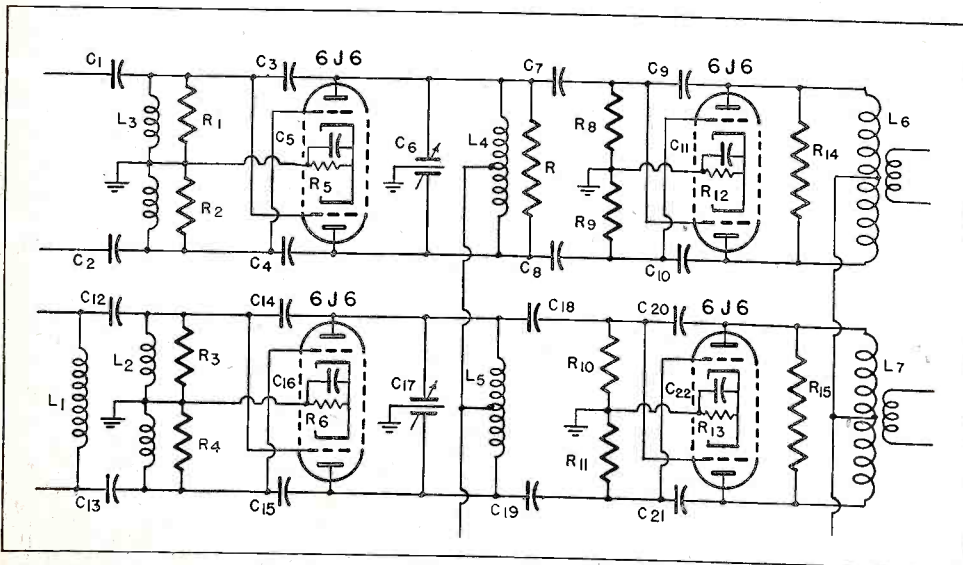 C1 C3 6J6 C7 C9 6J6
L3 R1 C5 C6 L4 R R8 C11 R14 L6
R5 R12
R2 R9
C2 C4 C8 C10
C12 C14 6J6 C18 C20 6J6
L1 L2 R3 C16 C17 L5 R10 C22 R15 L7
R6 R13
R4 R11
C13 C15 C19 C21